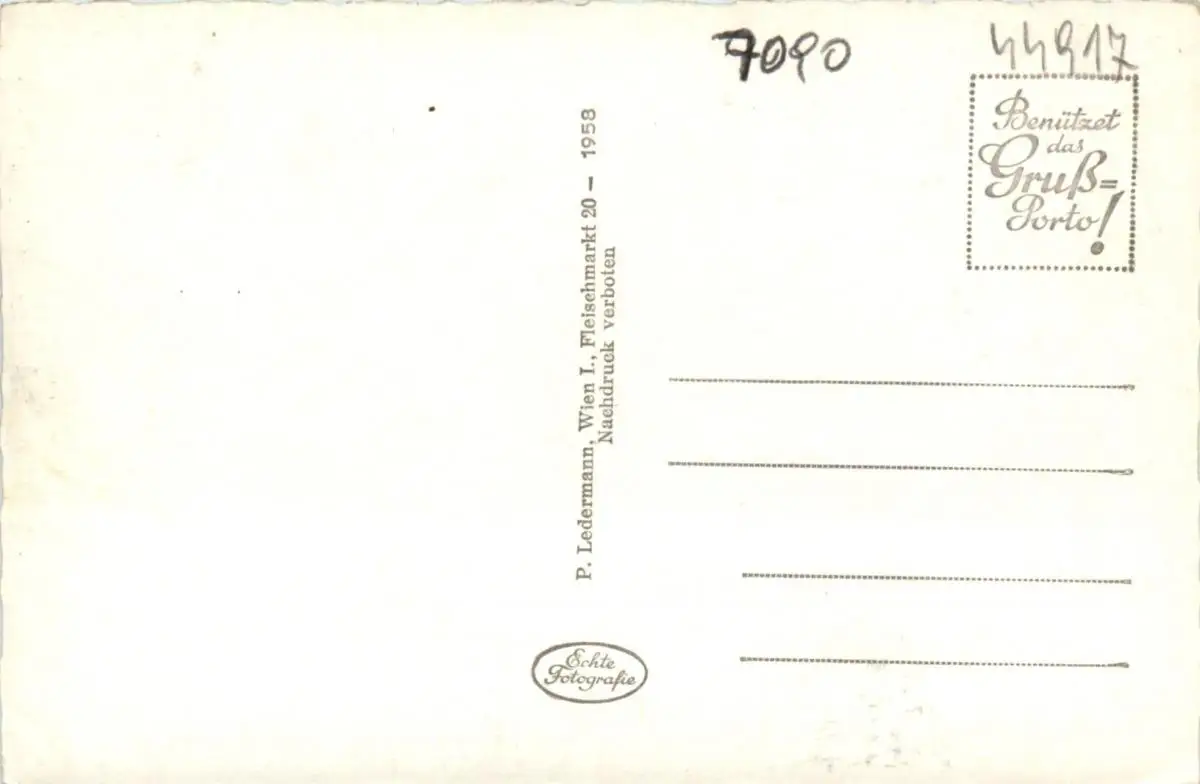 7090
44917
Benützet
das
Gruß=
Porto!
P. Ledermann, Wien I., Fleischmarkt 20 — 1958
Nachdruck verboten
Echte
Fotografie